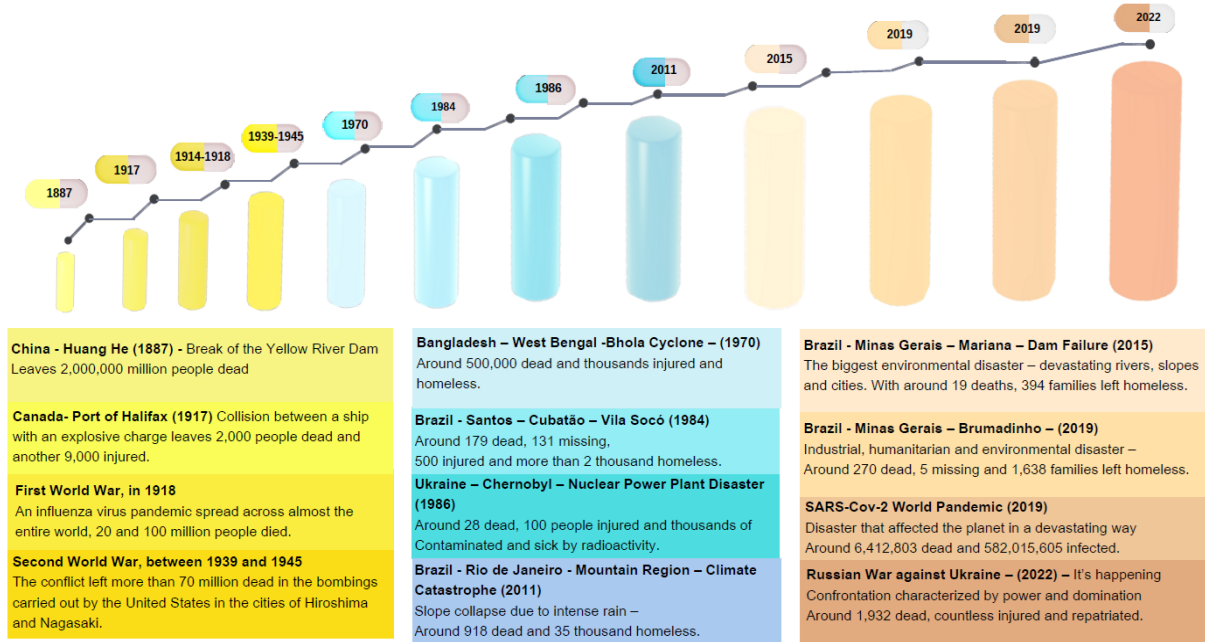 1887
1917
1914-1918
1939-1945
1970
1984
1986
2011
2015
2019
2019
2022
China - Huang He (1887) - Break of the Yellow River Dam
Leaves 2,000,000 million people dead
Canada- Port of Halifax (1917) Collision between a ship
with an explosive charge leaves 2,000 people dead and
another 9,000 injured.
First World War, in 1918
An influenza virus pandemic spread across almost the
entire world, 20 and 100 million people died.
Second World War, between 1939 and 1945
The conflict left more than 70 million dead in the bombings
carried out by the United States in the cities of Hiroshima
and Nagasaki.
Bangladesh – West Bengal -Bhola Cyclone – (1970)
Around 500,000 dead and thousands injured and
homeless.
Brazil - Santos – Cubatão – Vila Socó (1984)
Around 179 dead, 131 missing,
500 injured and more than 2 thousand homeless.
Ukraine – Chernobyl – Nuclear Power Plant Disaster
(1986)
Around 28 dead, 100 people injured and thousands of
Contaminated and sick by radioactivity.
Brazil - Rio de Janeiro - Mountain Region – Climate
Catastrophe (2011)
Slope collapse due to intense rain –
Around 918 dead and 35 thousand homeless.
Brazil - Minas Gerais – Mariana – Dam Failure (2015)
The biggest environmental disaster – devastating rivers, slopes
and cities. With around 19 deaths, 394 families left homeless.
Brazil - Minas Gerais – Brumadinho – (2019)
Industrial, humanitarian and environmental disaster –
Around 270 dead, 5 missing and 1,638 families left homeless.
SARS-Cov-2 World Pandemic (2019)
Disaster that affected the planet in a devastating way
Around 6,412,803 dead and 582,015,605 infected.
Russian War against Ukraine – (2022) – It's happening
Confrontation characterized by power and domination
Around 1,932 dead, countless injured and repatriated.